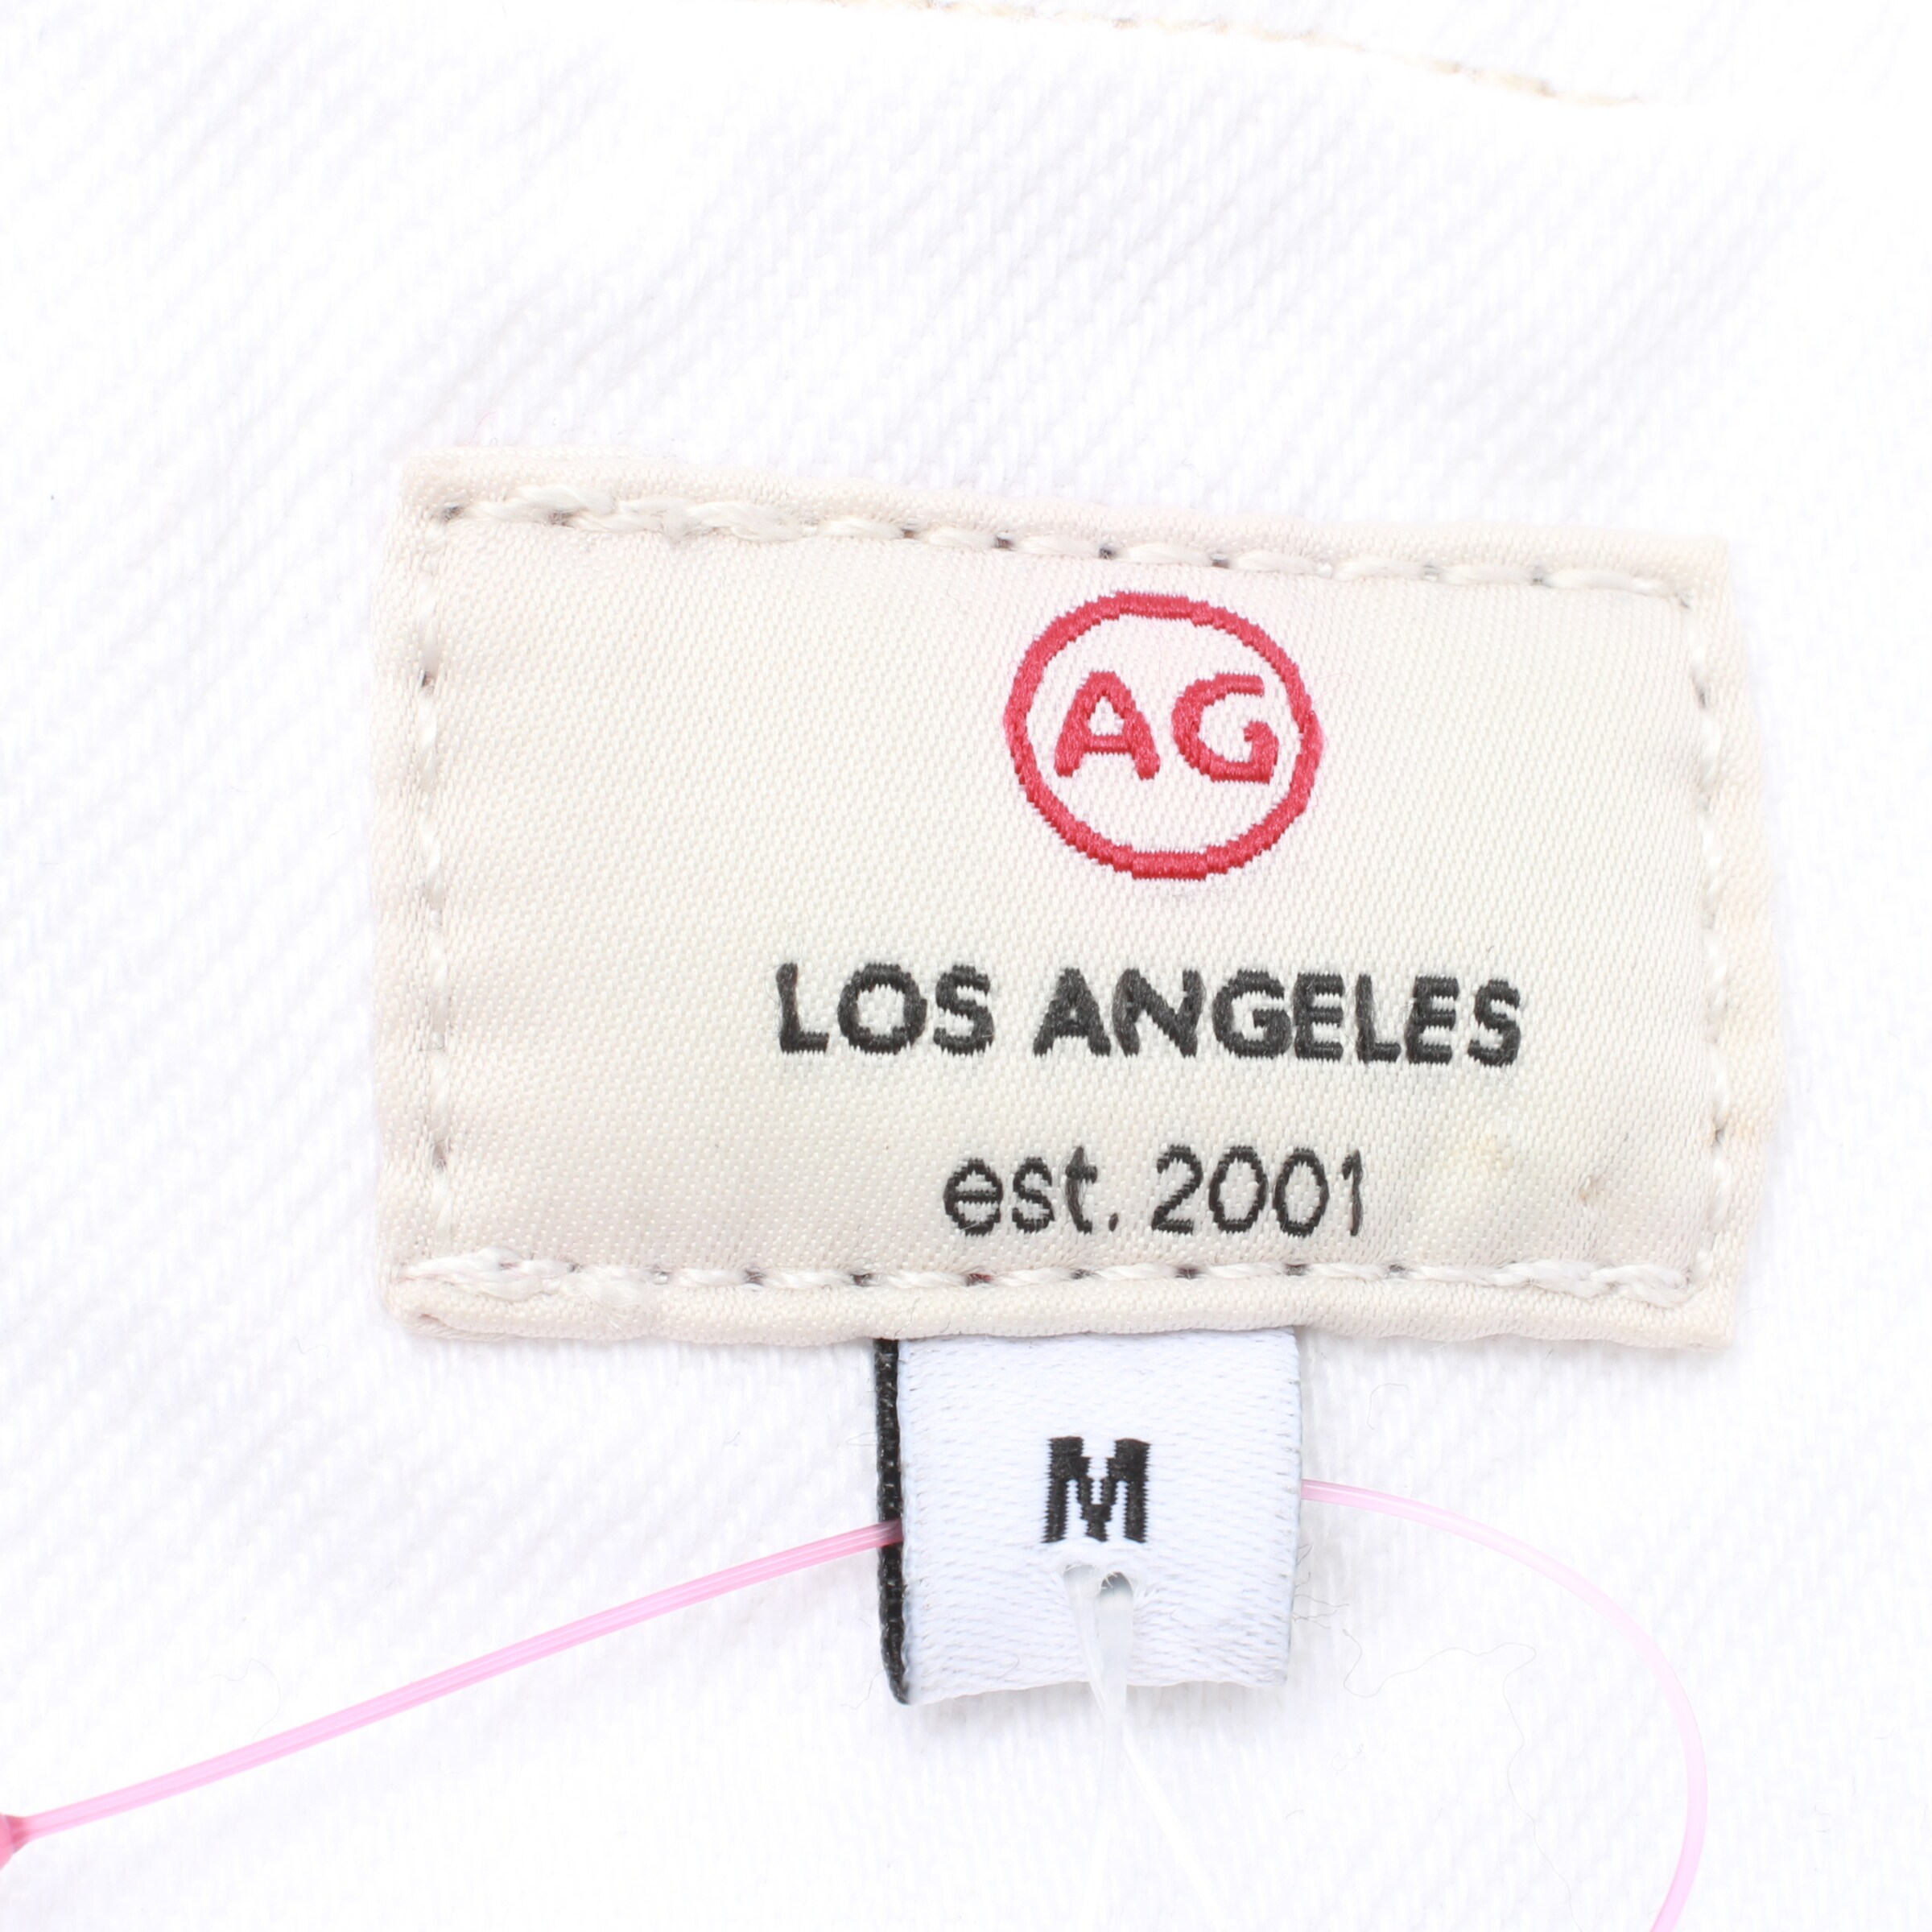 AG
LOS ANGELES
est. 2001
M